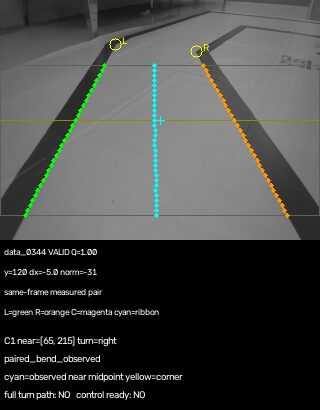 L
R
data_0344 VALID Q=1.00
y=120 dx=-5.0 norm=-31
same-frame measured pair
L=green R=orange C=magenta cyan=ribbon
C1 near=[65, 215] turn=right
paired_bend_observed
cyan=observed near midpoint yellow=corner
full turn path: NO control ready: NO